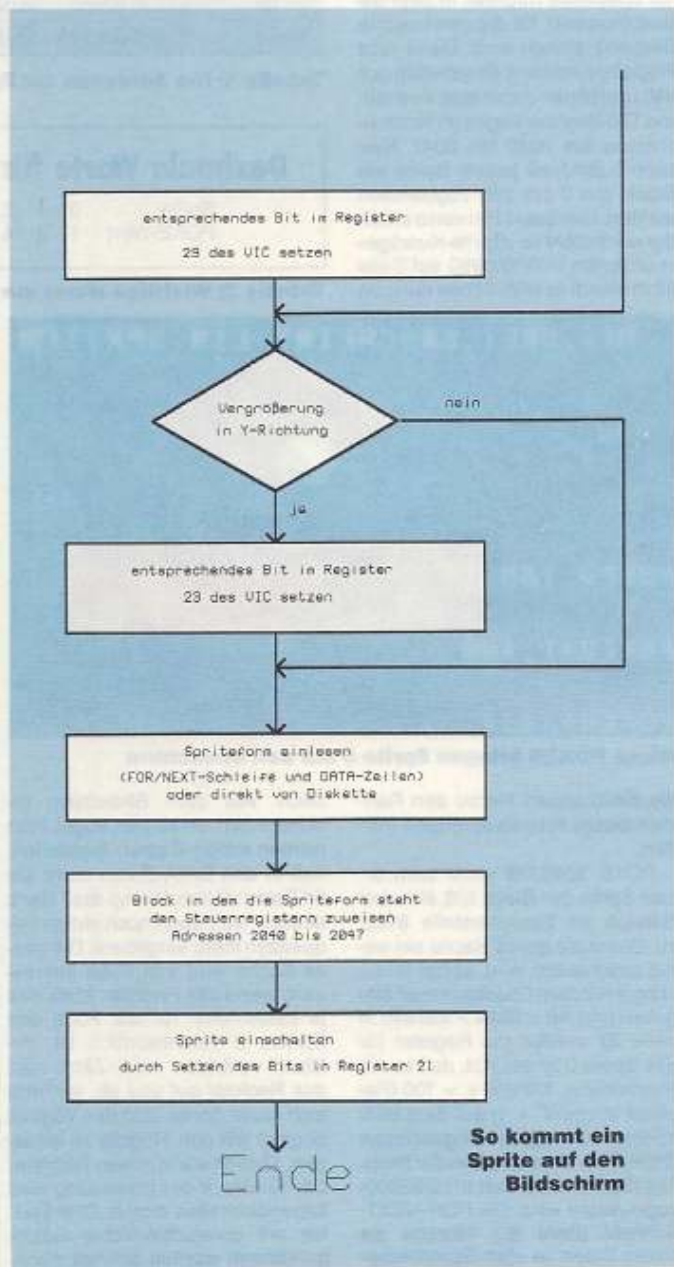 entsprechendes Bit im Register
29 des VIC setzen
Vergrößerung
in Y-Richtung
nein
ja
entsprechendes Bit im Register
23 des VIC setzen
Spriteform einlesen
(FOR/NEXT-Schleife und DATA-Zeilen)
oder direkt von Diskette
Block in dem die Spriteform steht
den Steuerregistern zuweisen
Adressen 2040 bis 2047
Sprite einschalten
durch Setzen des Bits in Register 21
Ende
So kommt ein
Sprite auf den
Bildschirm